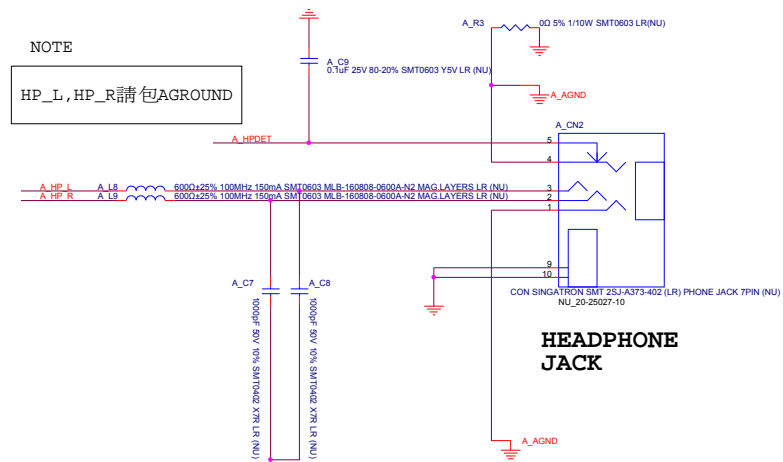 A_R3
0Ω 5% 1/10W SMT0603 LR(NU)
NOTE
A_C9
0.1uF 25V 80-20% SMT0603 Y5V LR (NU)
HP_L,HP_R請包AGROUND
A_AGND
A_CN2
A_HPDET
5
4
A_HP_L
A_L8
600Ω±25% 100MHz 150mA SMT0603 MLB-160808-0600A-N2 MAG.LAYERS LR (NU)
3
A_HP_R
A_L9
600Ω±25% 100MHz 150mA SMT0603 MLB-160808-0600A-N2 MAG.LAYERS LR (NU)
2
1
9
10
A_C7
A_C8
1000pF 50V 10% SMT0402 X7R LR (NU)
1000pF 50V 10% SMT0402 X7R LR (NU)
CON SINGATRON SMT 2SJ-A373-402 (LR) PHONE JACK 7PIN (NU)
NU_20-25027-10
HEADPHONE
JACK
A_AGND